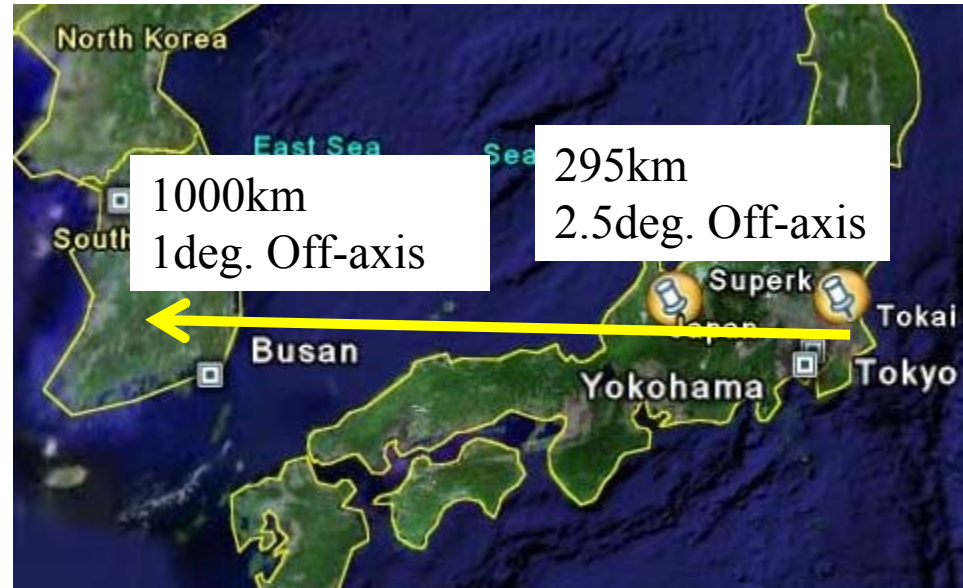 North Korea
East Sea
Sea
295km
2.5deg. Off-axis
1000km
1deg. Off-axis
South
Superk
Tokai
Japan
Busan
Tokyo
Yokohama